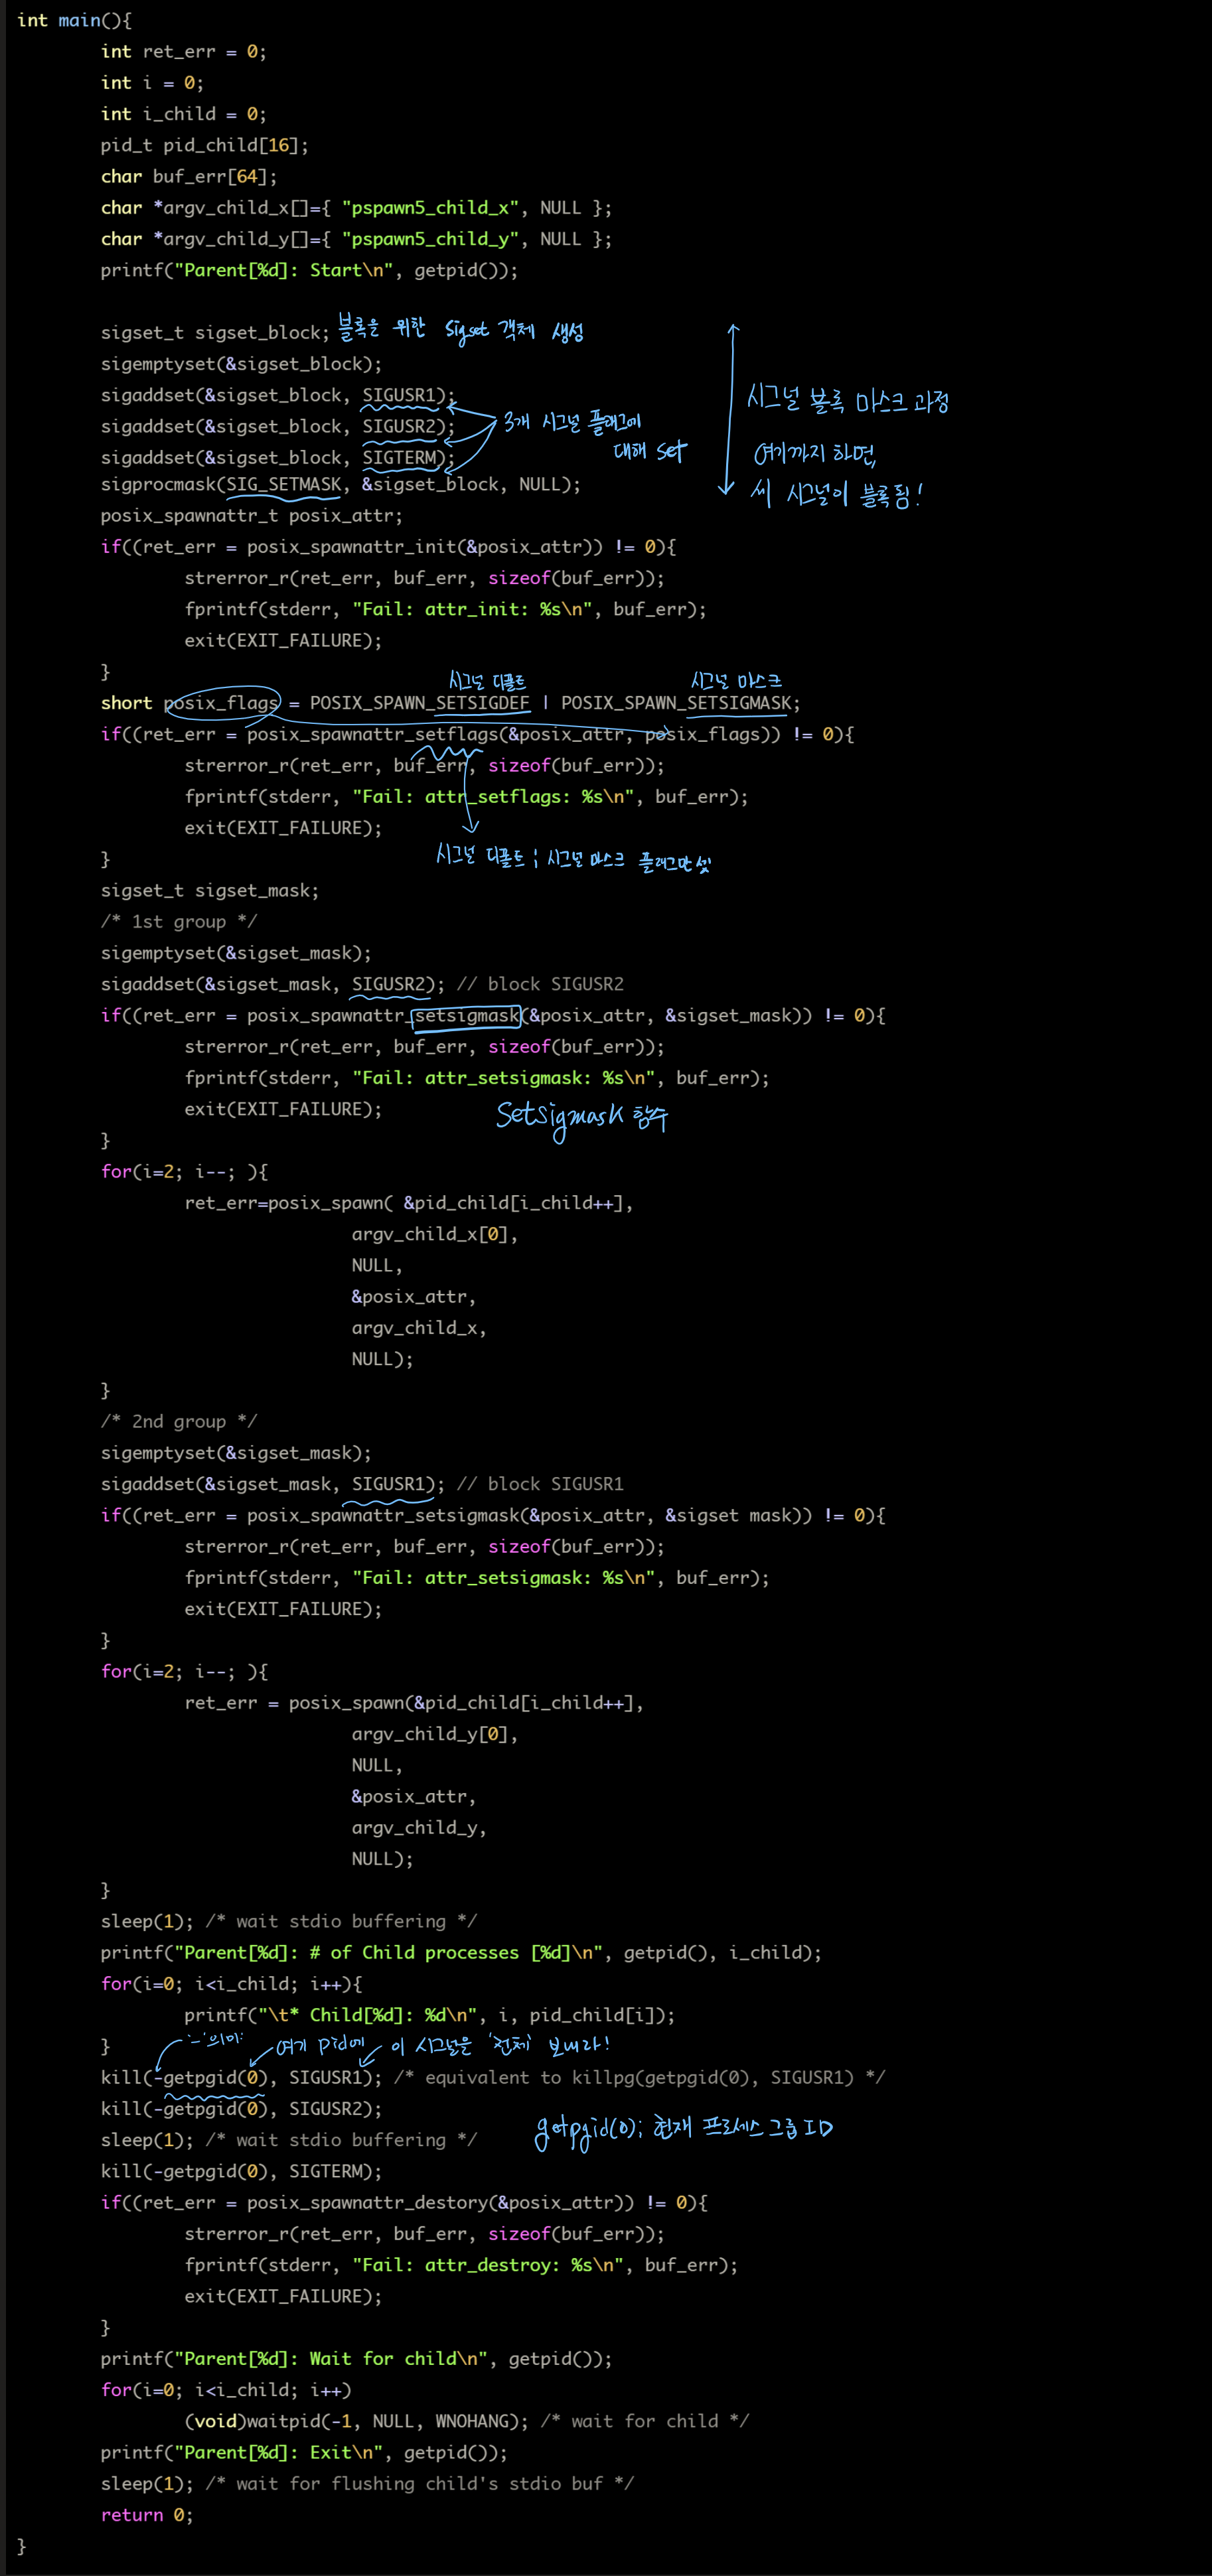 int main(){
int ret_err = 0;
int i = 0;
int i_child = 0;
pid_t pid_child[16];
char buf_err[64];
char *argv_child_x[]={ "pspawn5_child_x", NULL };
char *argv_child_y[]={ "pspawn5_child_y", NULL };
printf("Parent[%d]: Start\n", getpid());
sigset_t sigset_block; 블록을 위한 sigset 객체 생성
sigemptyset(&sigset_block);
sigaddset(&sigset_block, SIGUSR1);
시그널 블록 마스크 과정
sigaddset(&sigset_block, SIGUSR2);
3개 시그널 플래그에
대해 set
sigaddset(&sigset_block, SIGTERM);
여기까지 하면,
sigprocmask(SIG_SETMASK, &sigset_block, NULL);
씨 시그널이 블록됨!
posix_spawnattr_t posix_attr;
if((ret_err = posix_spawnattr_init(&posix_attr)) != 0){
strerror_r(ret_err, buf_err, sizeof(buf_err));
fprintf(stderr, "Fail: attr_init: %s\n", buf_err);
exit(EXIT_FAILURE);
}
시그널 디폴트 시그널 마스크
short posix_flags = POSIX_SPAWN_SETSIGDEF | POSIX_SPAWN_SETSIGMASK;
if((ret_err = posix_spawnattr_setflags(&posix_attr, posix_flags)) != 0){
strerror_r(ret_err, buf_err, sizeof(buf_err));
fprintf(stderr, "Fail: attr_setflags: %s\n", buf_err);
exit(EXIT_FAILURE);
시그널 디폴트 ; 시그널 마스크 플래그만 셋
}
sigset_t sigset_mask;
/* 1st group */
sigemptyset(&sigset_mask);
sigaddset(&sigset_mask, SIGUSR2); // block SIGUSR2
if((ret_err = posix_spawnattr_setsigmask(&posix_attr, &sigset_mask)) != 0){
strerror_r(ret_err, buf_err, sizeof(buf_err));
fprintf(stderr, "Fail: attr_setsigmask: %s\n", buf_err);
exit(EXIT_FAILURE);
Setsigmask 함수
}
for(i=2; i--; ){
ret_err=posix_spawn( &pid_child[i_child++],
argv_child_x[0],
NULL,
&posix_attr,
argv_child_x,
NULL);
}
/* 2nd group */
sigemptyset(&sigset_mask);
sigaddset(&sigset_mask, SIGUSR1); // block SIGUSR1
if((ret_err = posix_spawnattr_setsigmask(&posix_attr, &sigset mask)) != 0){
strerror_r(ret_err, buf_err, sizeof(buf_err));
fprintf(stderr, "Fail: attr_setsigmask: %s\n", buf_err);
exit(EXIT_FAILURE);
}
for(i=2; i--; ){
ret_err = posix_spawn(&pid_child[i_child++],
argv_child_y[0],
NULL,
&posix_attr,
argv_child_y,
NULL);
}
sleep(1); /* wait stdio buffering */
printf("Parent[%d]: # of Child processes [%d]\n", getpid(), i_child);
for(i=0; i<i_child; i++){
printf("\t* Child[%d]: %d\n", i, pid_child[i]);
}
'-'의미: 여기 pid에 이 시그널을 '전체' 보내라!
kill(-getpgid(0), SIGUSR1); /* equivalent to killpg(getpgid(0), SIGUSR1) */
kill(-getpgid(0), SIGUSR2);
getpgid(0); 현재 프로세스 그룹 ID
sleep(1); /* wait stdio buffering */
kill(-getpgid(0), SIGTERM);
if((ret_err = posix_spawnattr_destory(&posix_attr)) != 0){
strerror_r(ret_err, buf_err, sizeof(buf_err));
fprintf(stderr, "Fail: attr_destroy: %s\n", buf_err);
exit(EXIT_FAILURE);
}
printf("Parent[%d]: Wait for child\n", getpid());
for(i=0; i<i_child; i++)
(void)waitpid(-1, NULL, WNOHANG); /* wait for child */
printf("Parent[%d]: Exit\n", getpid());
sleep(1); /* wait for flushing child's stdio buf */
return 0;
}